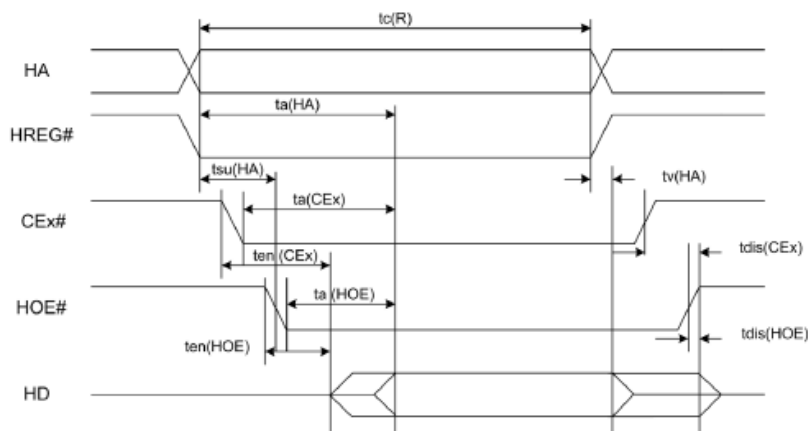 tc(R)
HA
ta(HA)
HREG#
tsu(HA)
tv(HA)
ta(CEx)
CEx#
ten (CEx)
tdis(CEx)
ta (HOE)
HOE#
ten(HOE)
tdis(HOE)
HD